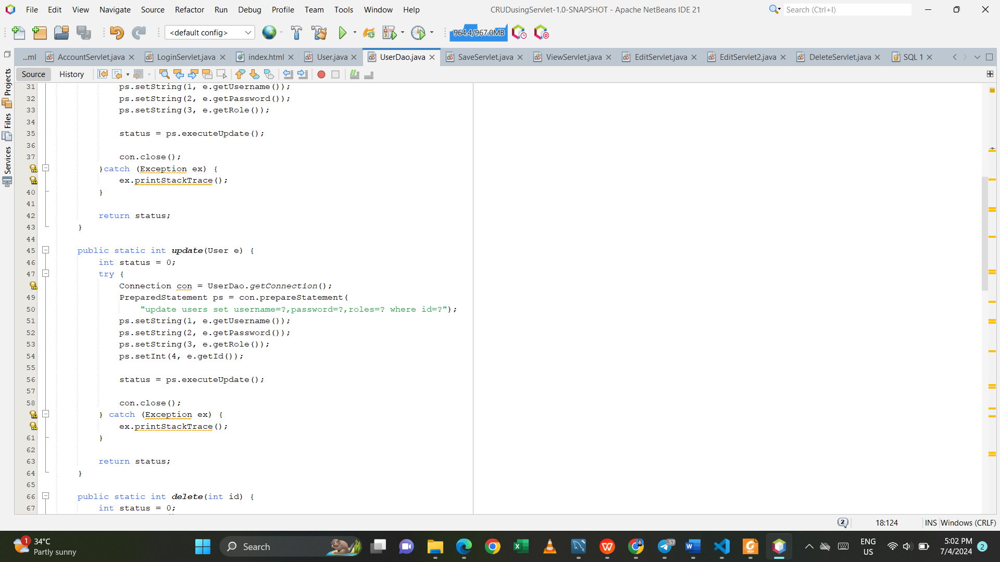 File Edit View Navigate Source Refactor Run Debug Profile Team Tools Window Help
CRUDusingServlet-1.0-SNAPSHOT - Apache NetBeans IDE 21
Search (Ctrl+I)
<default config>
964.4/967.0MB
...ml AccountServlet.java LoginServlet.java index.html User.java UserDao.java SaveServlet.java ViewServlet.java EditServlet.java EditServlet2.java DeleteServlet.java SQL 1
Source History
Projects
Files
Services
31 ps.setString(1, e.getUsername());
32 ps.setString(2, e.getPassword());
33 ps.setString(3, e.getRole());
34
35 status = ps.executeUpdate();
36
37 con.close();
}catch (Exception ex) {
ex.printStackTrace();
40 }
41
42 return status;
43 }
44
45 public static int update(User e) {
46 int status = 0;
47 try {
Connection con = UserDao.getConnection();
49 PreparedStatement ps = con.prepareStatement(
50 "update users set username=?,password=?,roles=? where id=?");
51 ps.setString(1, e.getUsername());
52 ps.setString(2, e.getPassword());
53 ps.setString(3, e.getRole());
54 ps.setInt(4, e.getId());
55
56 status = ps.executeUpdate();
57
58 con.close();
} catch (Exception ex) {
ex.printStackTrace();
61 }
62
63 return status;
64 }
65
66 public static int delete(int id) {
67 int status = 0;
2 18:124 INS Windows (CRLF)
1 34°C
Partly sunny
Search
57
ENG
US
5:02 PM
7/4/2024
2